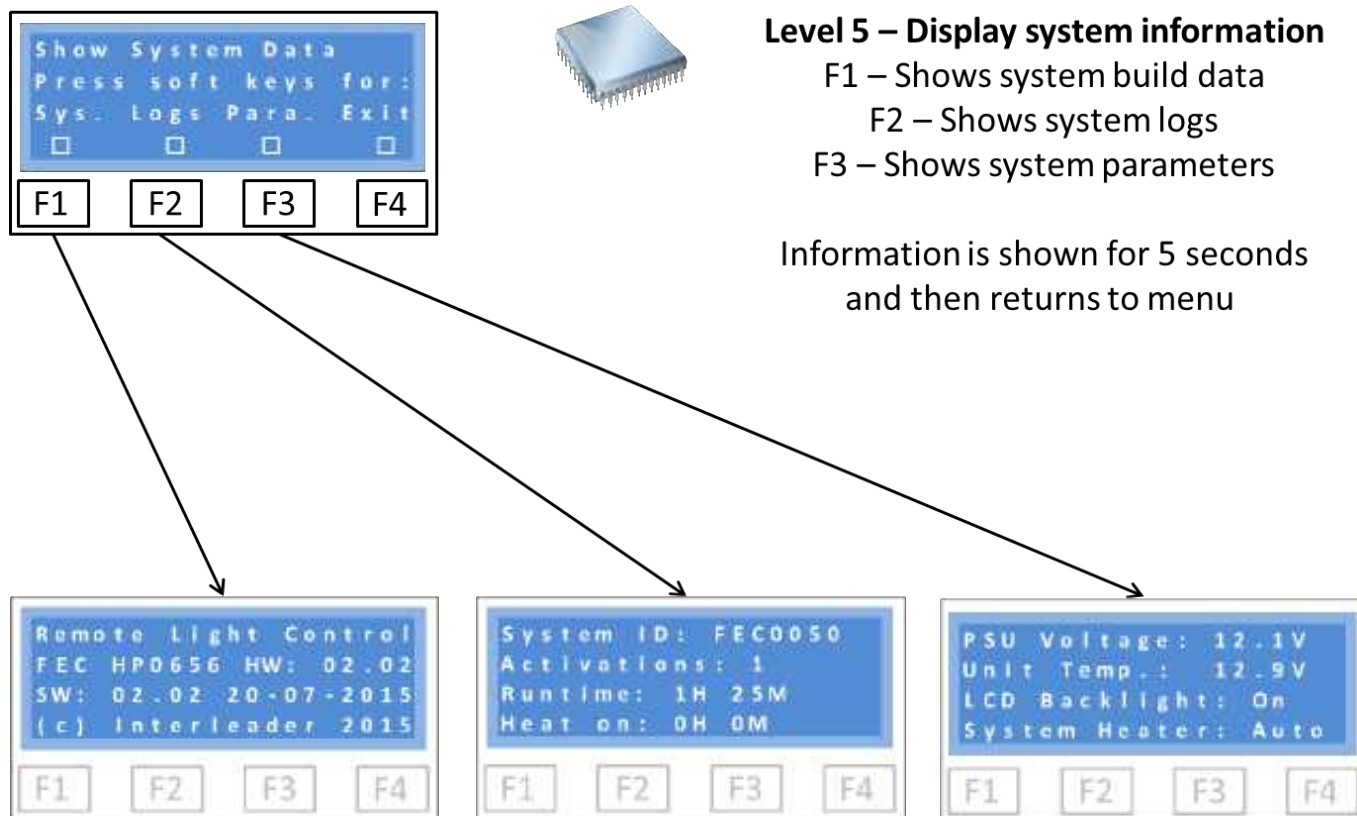 Show System Data
Press soft keys for:
Sys. Logs Para. Exit
F1 F2 F3 F4
Level 5 – Display system information
F1 – Shows system build data
F2 – Shows system logs
F3 – Shows system parameters
Information is shown for 5 seconds
and then returns to menu
Remote Light Control
FEC HP0656 HW: 02.02
SW: 02.02 20-07-2015
(c) Interleader 2015
F1 F2 F3 F4
System ID: FEC0050
Activations: 1
Runtime: 1H 25M
Heat on: 0H 0M
F1 F2 F3 F4
PSU Voltage: 12.1V
Unit Temp.: 12.9V
LCD Backlight: On
System Heater: Auto
F1 F2 F3 F4